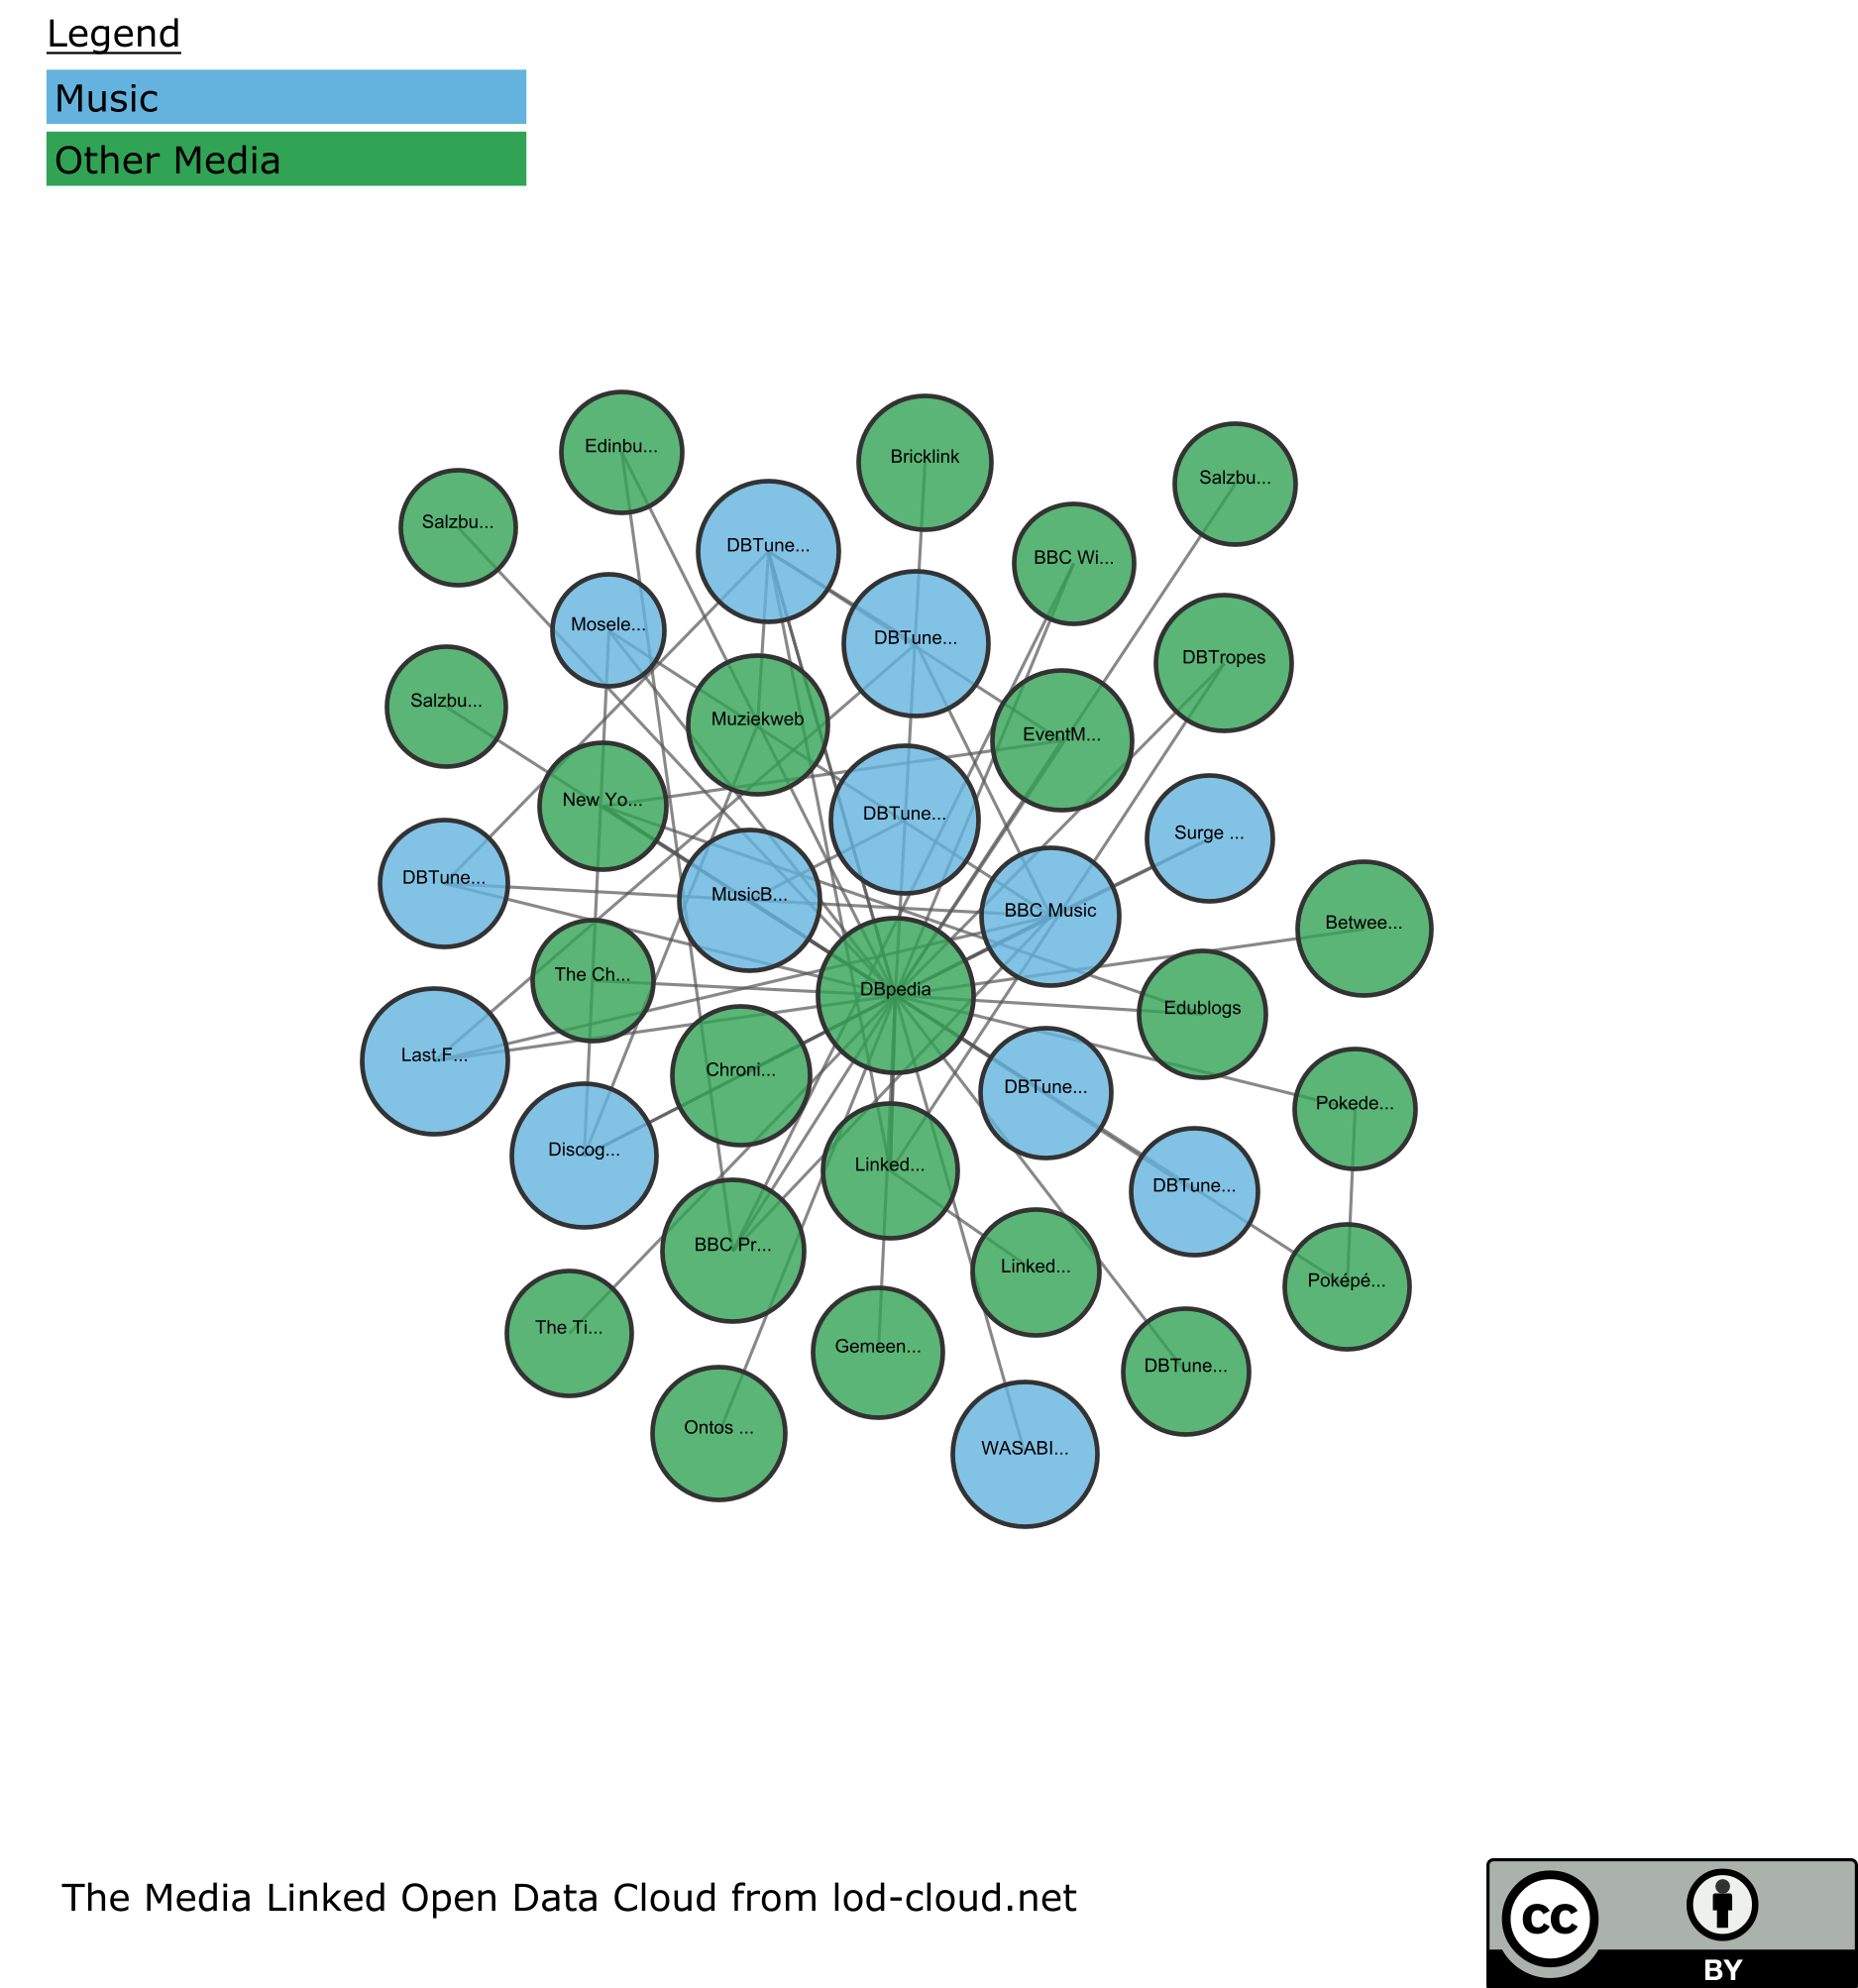 Legend
Music
Other Media
Edinbu...
Bricklink
Salzbu...
Salzbu...
DBTune...
BBC Wi...
Mosele...
DBTune...
DBTropes
Salzbu...
Muziekweb
EventM...
New Yo...
DBTune...
Surge ...
DBTune...
MusicB...
BBC Music
Betwee...
The Ch...
DBpedia
Edublogs
Last.F...
Chroni...
DBTune...
Pokede...
Discog...
Linked...
DBTune...
BBC Pr...
Linked...
Poképé...
The Ti...
Gemeen...
DBTune...
Ontos ...
WASABI...
The Media Linked Open Data Cloud from lod-cloud.net
cc
BY